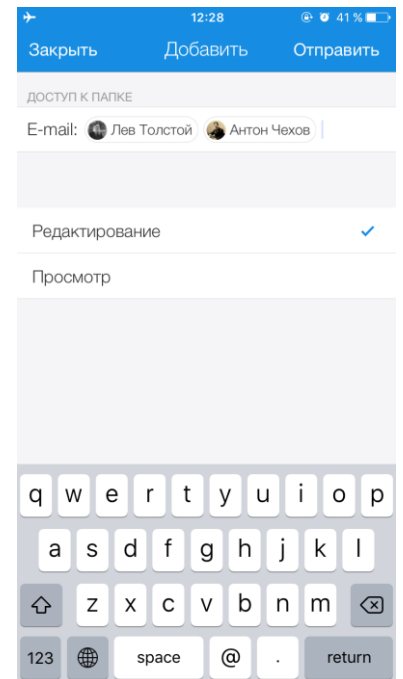 12:28 41 %
Закрыть Добавить Отправить
ДОСТУП К ПАПКЕ
E-mail: Лев Толстой Антон Чехов
Редактирование
Просмотр
q w e r t y u i o p
a s d f g h j k l
z x c v b n m
123 space @ . return